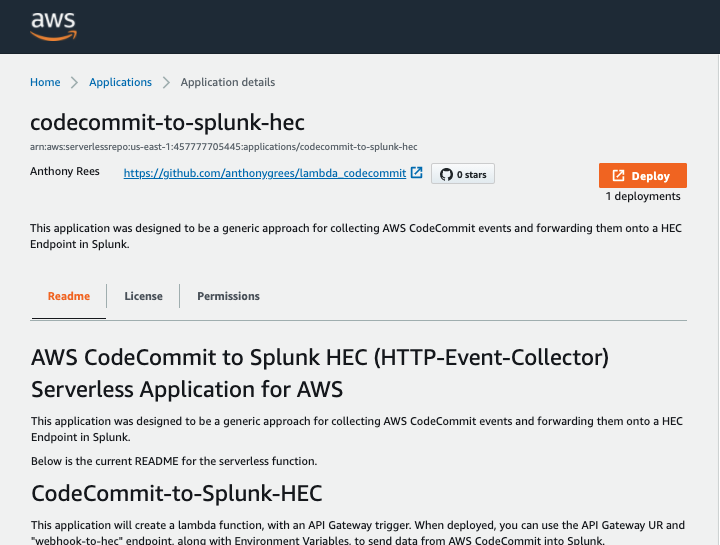 aws
Home > Applications > Application details
codecommit-to-splunk-hec
arn:aws:serverlessrepo:us-east-1:457777705445:applications/codecommit-to-splunk-hec
Anthony Rees https://github.com/anthonygrees/lambda_codecommit 0 stars Deploy
1 deployments
This application was designed to be a generic approach for collecting AWS CodeCommit events and forwarding them onto a HEC
Endpoint in Splunk.
Readme License Permissions
AWS CodeCommit to Splunk HEC (HTTP-Event-Collector)
Serverless Application for AWS
This application was designed to be a generic approach for collecting AWS CodeCommit events and forwarding them onto a HEC
Endpoint in Splunk.
Below is the current README for the serverless function.
CodeCommit-to-Splunk-HEC
This application will create a lambda function, with an API Gateway trigger. When deployed, you can use the API Gateway UR and
"webhook-to-hec" endpoint, along with Environment Variables, to send data from AWS CodeCommit into Splunk.